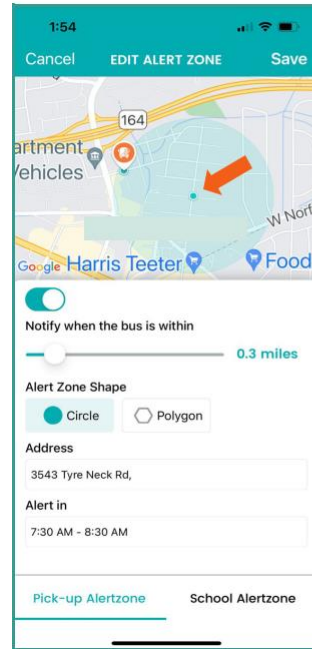 1:54
Cancel EDIT ALERT ZONE Save
164
artment
Vehicles
W Norf
Google Harris Teeter Food
Notify when the bus is within
0.3 miles
Alert Zone Shape
Circle Polygon
Address
3543 Tyre Neck Rd,
Alert in
7:30 AM - 8:30 AM
Pick-up Alertzone School Alertzone